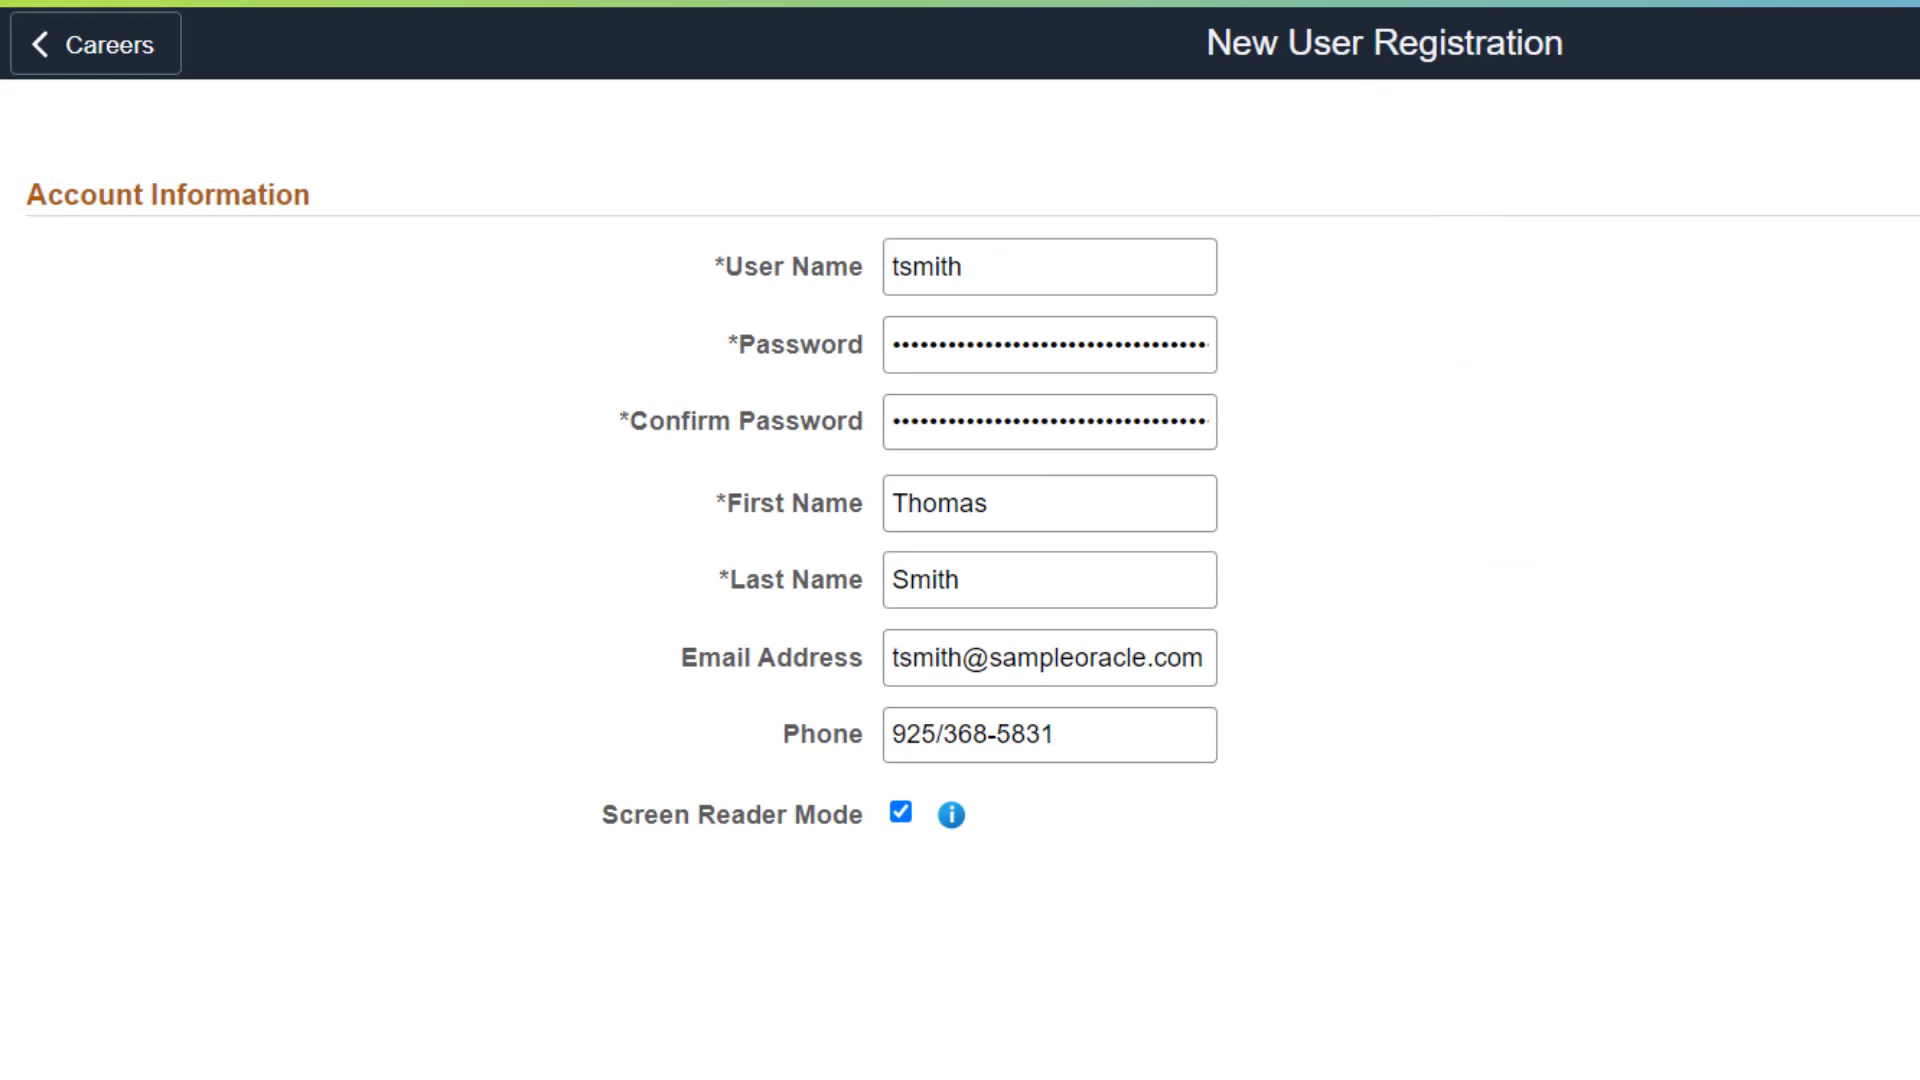 Careers
New User Registration
Account Information
*User Name tsmith
*Password ••••••••••••••••••••••••••••••••••
*Confirm Password ••••••••••••••••••••••••••••••••••
*First Name Thomas
*Last Name Smith
Email Address tsmith@sampleoracle.com
Phone 925/368-5831
Screen Reader Mode i